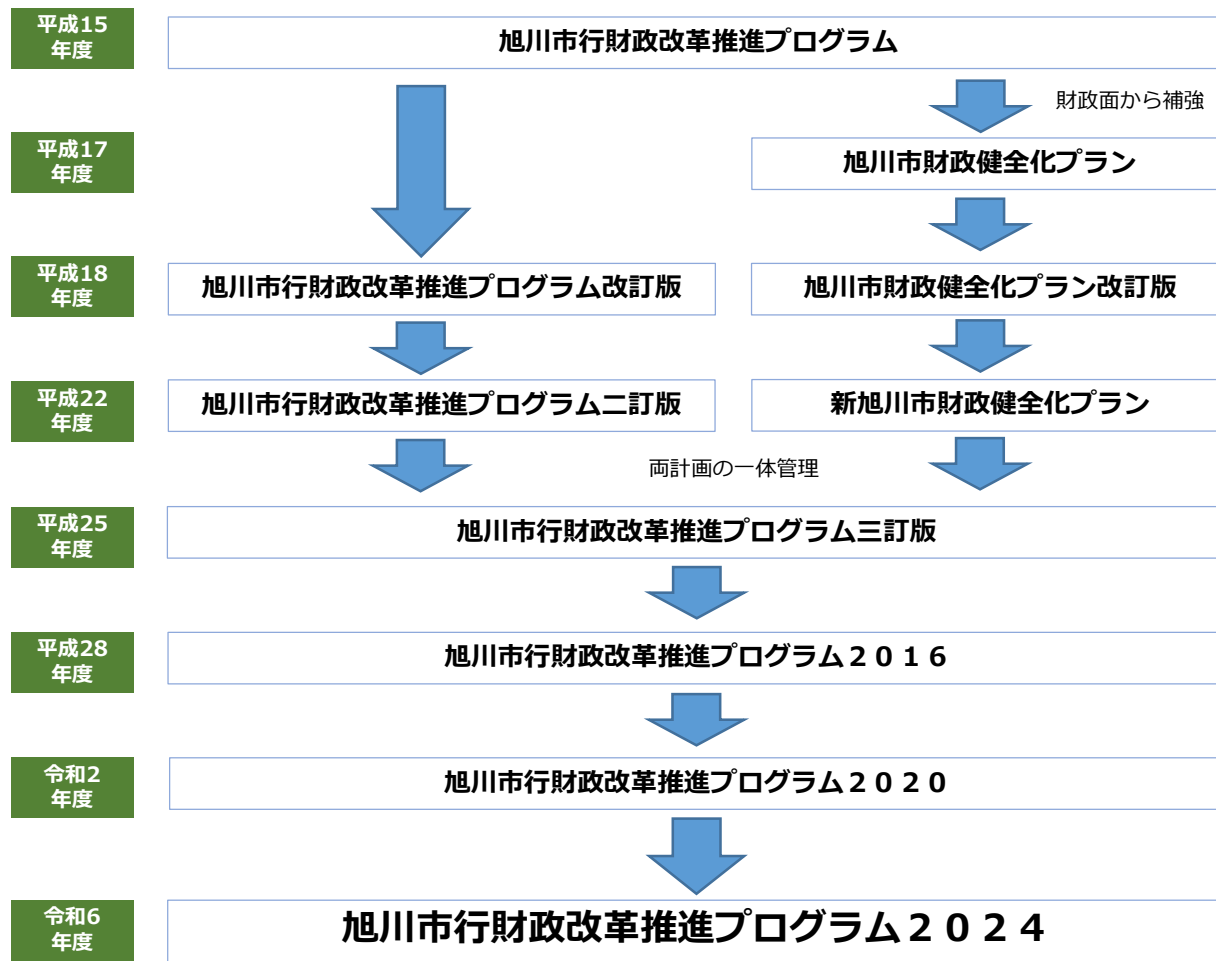 平成15
年度
旭川市行財政改革推進プログラム
財政面から補強
平成17
年度
旭川市財政健全化プラン
平成18
年度
旭川市行財政改革推進プログラム改訂版
旭川市財政健全化プラン改訂版
平成22
年度
旭川市行財政改革推進プログラム二訂版
新旭川市財政健全化プラン
両計画の一体管理
平成25
年度
旭川市行財政改革推進プログラム三訂版
平成28
年度
旭川市行財政改革推進プログラム２０１６
令和2
年度
旭川市行財政改革推進プログラム２０２０
令和6
年度
旭川市行財政改革推進プログラム２０２４